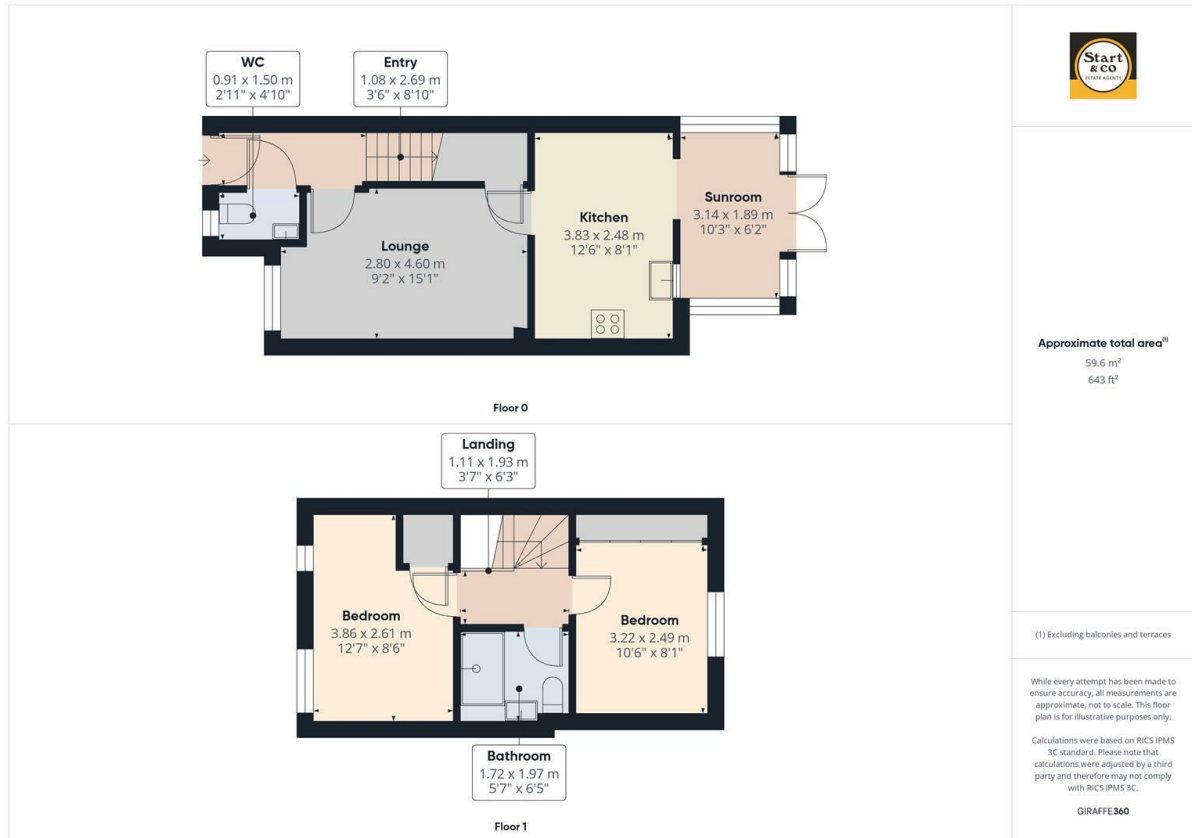 WC
0.91 x 1.50 m
2'11" x 4'10"
Entry
1.08 x 2.69 m
3'6" x 8'10"
Lounge
2.80 x 4.60 m
9'2" x 15'1"
Kitchen
3.83 x 2.48 m
12'6" x 8'1"
Sunroom
3.14 x 1.89 m
10'3" x 6'2"
Floor 0
Landing
1.11 x 1.93 m
3'7" x 6'3"
Bedroom
3.86 x 2.61 m
12'7" x 8'6"
Bedroom
3.22 x 2.49 m
10'6" x 8'1"
Bathroom
1.72 x 1.97 m
5'7" x 6'5"
Floor 1
Start
& co
ESTATE AGENTS
Approximate total area(1)
59.6 m²
643 ft²
(1) Excluding balconies and terraces
While every attempt has been made to
ensure accuracy, all measurements are
approximate, not to scale. This floor
plan is for illustrative purposes only.
Calculations were based on RICS IPMS
3C standard. Please note that
calculations were adjusted by a third
party and therefore may not comply
with RICS IPMS 3C.
GIRAFFE360